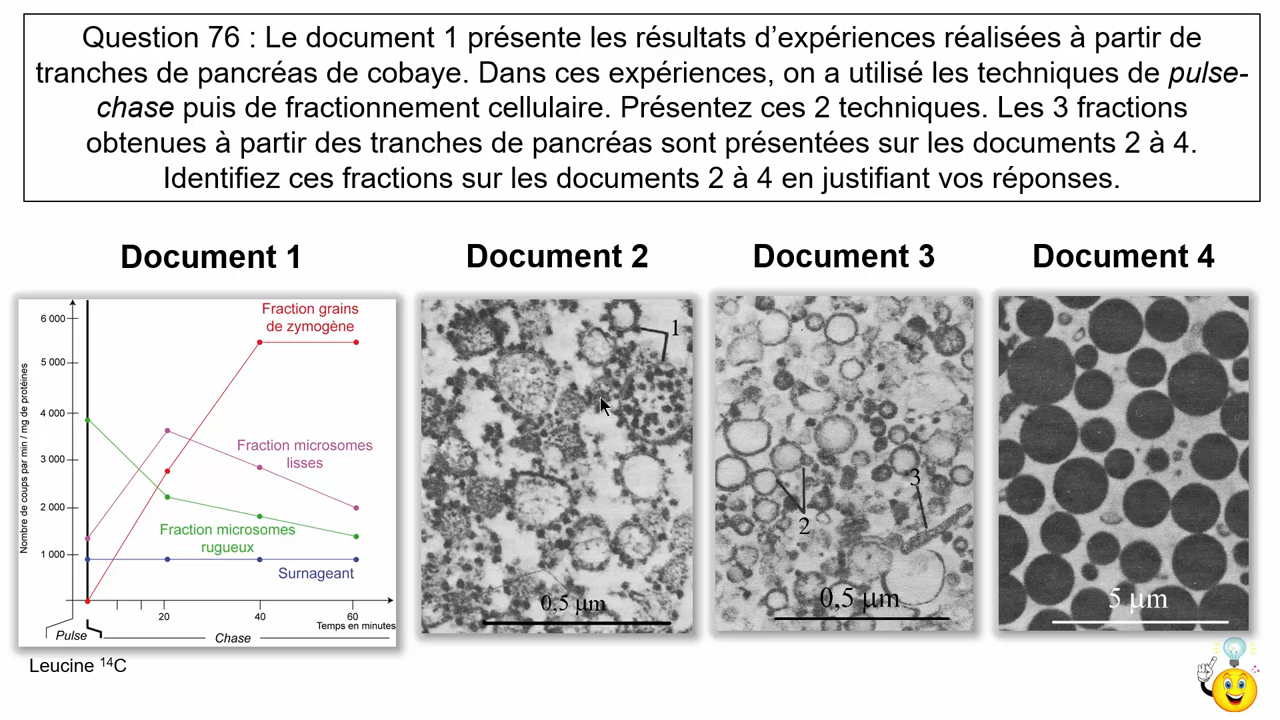 Question 76 : Le document 1 présente les résultats d’expériences réalisées à partir de
tranches de pancréas de cobaye. Dans ces expériences, on a utilisé les techniques de pulse-
chase puis de fractionnement cellulaire. Présentez ces 2 techniques. Les 3 fractions
obtenues à partir des tranches de pancréas sont présentées sur les documents 2 à 4.
Identifiez ces fractions sur les documents 2 à 4 en justifiant vos réponses.
Document 1
Document 2
Document 3
Document 4
Nombre de coups par min / mg de protéines
6 000
5 000
4 000
3 000
2 000
1 000
Fraction grains
de zymogène
Fraction microsomes
lisses
Fraction microsomes
rugueux
Surnageant
20
40
60
Temps en minutes
Pulse
Chase
Leucine ¹⁴C
1
0,5 µm
2
3
0,5 µm
5 µm